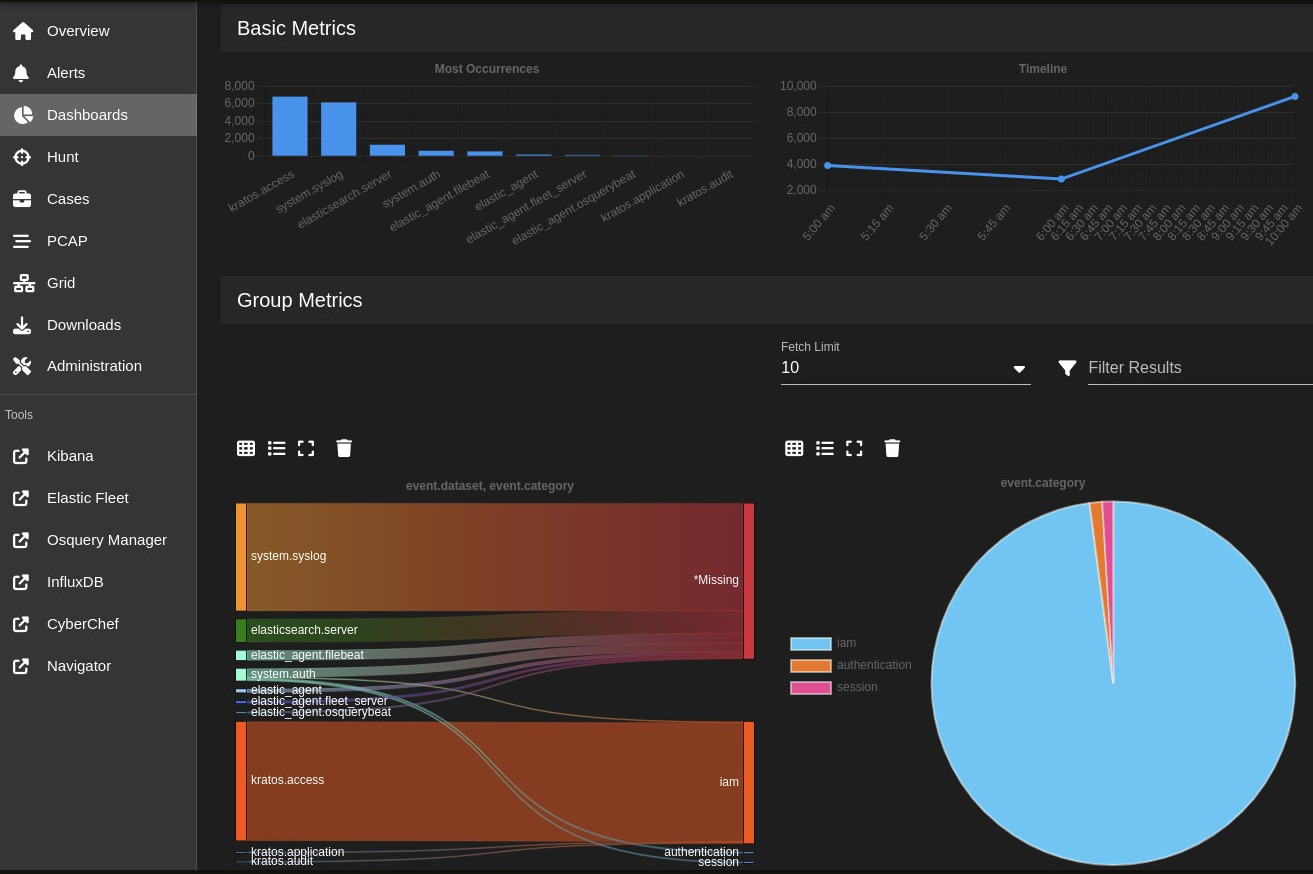 Overview
Alerts
Dashboards
Hunt
Cases
PCAP
Grid
Downloads
Administration
Tools
Kibana
Elastic Fleet
Osquery Manager
InfluxDB
CyberChef
Navigator
Basic Metrics
Most Occurrences
8,000
6,000
4,000
2,000
0
kratos.access
system.syslog
elasticsearch.server
system.auth
elastic_agent.filebeat
elastic_agent
elastic_agent.fleet_server
elastic_agent.osquerybeat
kratos.application
kratos.audit
Timeline
10,000
8,000
6,000
4,000
2,000
5:00 am
5:15 am
5:30 am
5:45 am
6:00 am
6:15 am
6:30 am
6:45 am
7:00 am
7:15 am
7:30 am
7:45 am
8:00 am
8:15 am
8:30 am
8:45 am
9:00 am
9:15 am
9:30 am
9:45 am
10:00 am
Group Metrics
Fetch Limit
10
Filter Results
event.dataset, event.category
system.syslog
*Missing
elasticsearch.server
elastic_agent.filebeat
system.auth
elastic_agent
elastic_agent.fleet_server
elastic_agent.osquerybeat
kratos.access
iam
kratos.application
authentication
kratos.audit
session
event.category
iam
authentication
session